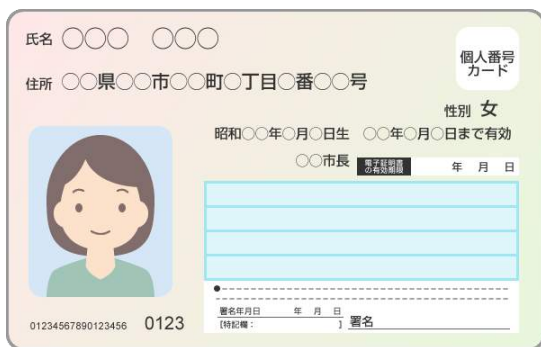 氏名 ○○○ ○○○
個人番号
カード
住所 ○○県○○市○○町○丁目○番○○号
性別 女
昭和○○年○月○日生 ○○年○月○日まで有効
○○市長 電子証明書
の有効期限 年 月 日
署名年月日 年 月 日
[特記欄: ] 署名
01234567890123456 0123